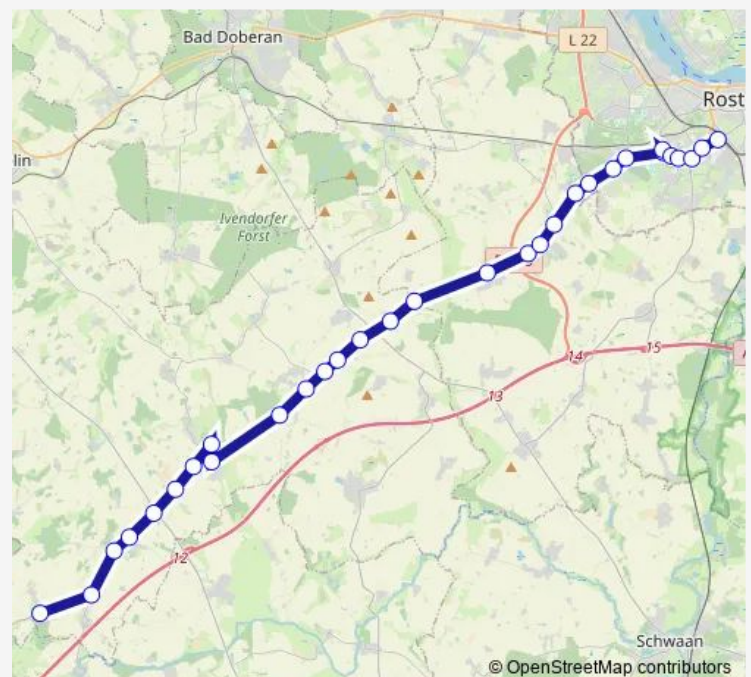 Bad Doberan
L 22
Rost
lin
Ivendorfer
Forst
14
15
13
12
Schwaan
© OpenStreetMap contributors